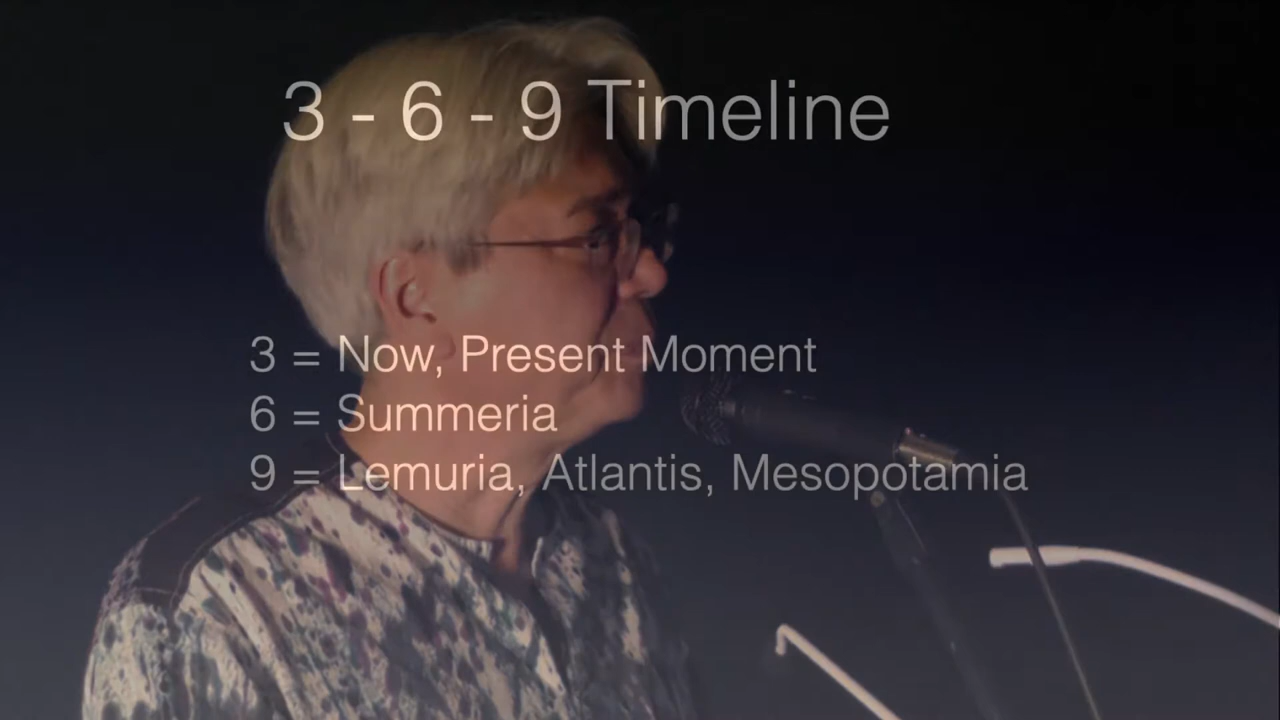 3 - 6 - 9 Timeline
3 = Now, Present Moment
6 = Summeria
9 = Lemuria, Atlantis, Mesopotamia